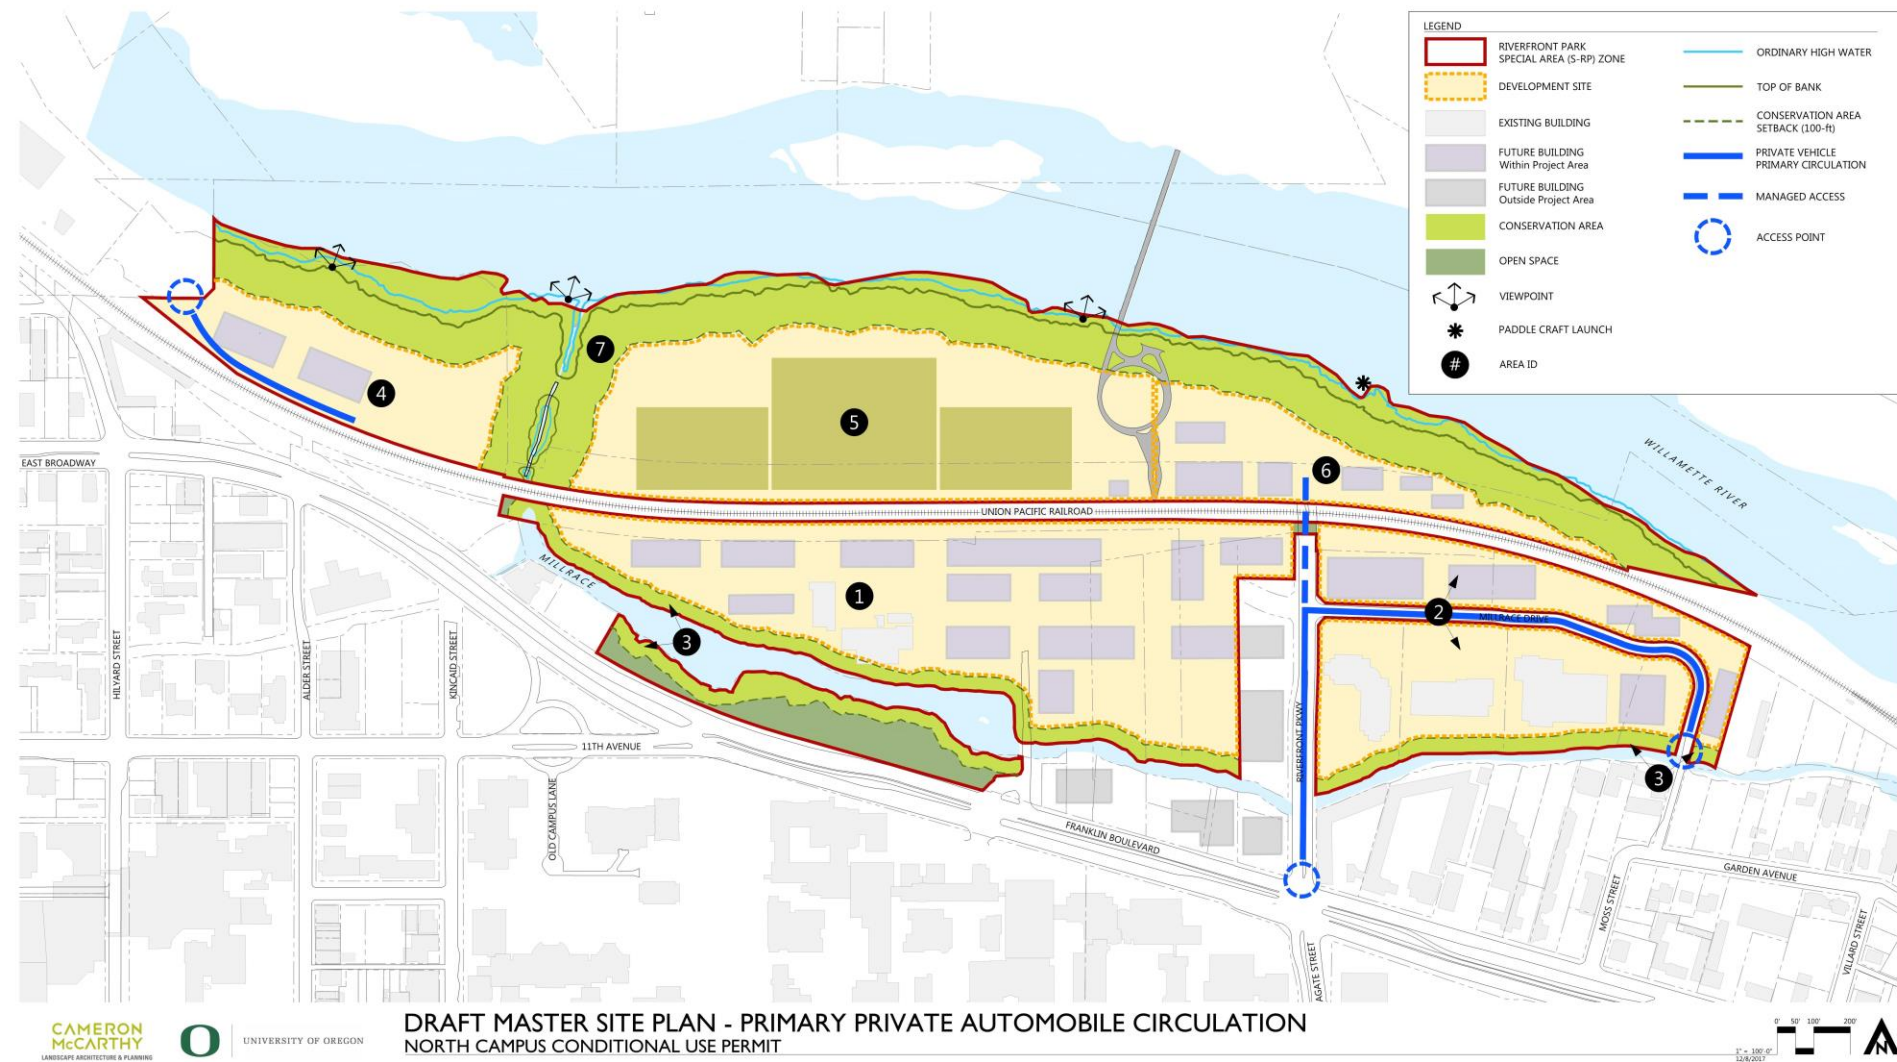 LEGEND
RIVERFRONT PARK
SPECIAL AREA (S-RP) ZONE
DEVELOPMENT SITE
EXISTING BUILDING
FUTURE BUILDING
Within Project Area
FUTURE BUILDING
Outside Project Area
CONSERVATION AREA
OPEN SPACE
VIEWPOINT
PADDLE CRAFT LAUNCH
#
AREA ID
ORDINARY HIGH WATER
TOP OF BANK
CONSERVATION AREA
SETBACK (100-ft)
PRIVATE VEHICLE
PRIMARY CIRCULATION
MANAGED ACCESS
ACCESS POINT
WILLAMETTE RIVER
7
4
5
6
EAST BROADWAY
UNION PACIFIC RAILROAD
MILLRACE
1
2
MILLRACE DRIVE
3
HILYARD STREET
ALDER STREET
KINCAID STREET
11TH AVENUE
RIVERFRONT PKWY
3
OLD CAMPUS LANE
FRANKLIN BOULEVARD
GARDEN AVENUE
MOSS STREET
VILLARD STREET
AGATE STREET
CAMERON
McCARTHY
LANDSCAPE ARCHITECTURE & PLANNING
O
UNIVERSITY OF OREGON
DRAFT MASTER SITE PLAN - PRIMARY PRIVATE AUTOMOBILE CIRCULATION
NORTH CAMPUS CONDITIONAL USE PERMIT
0' 50' 100' 200'
1" = 100'-0"
12/8/2017
N